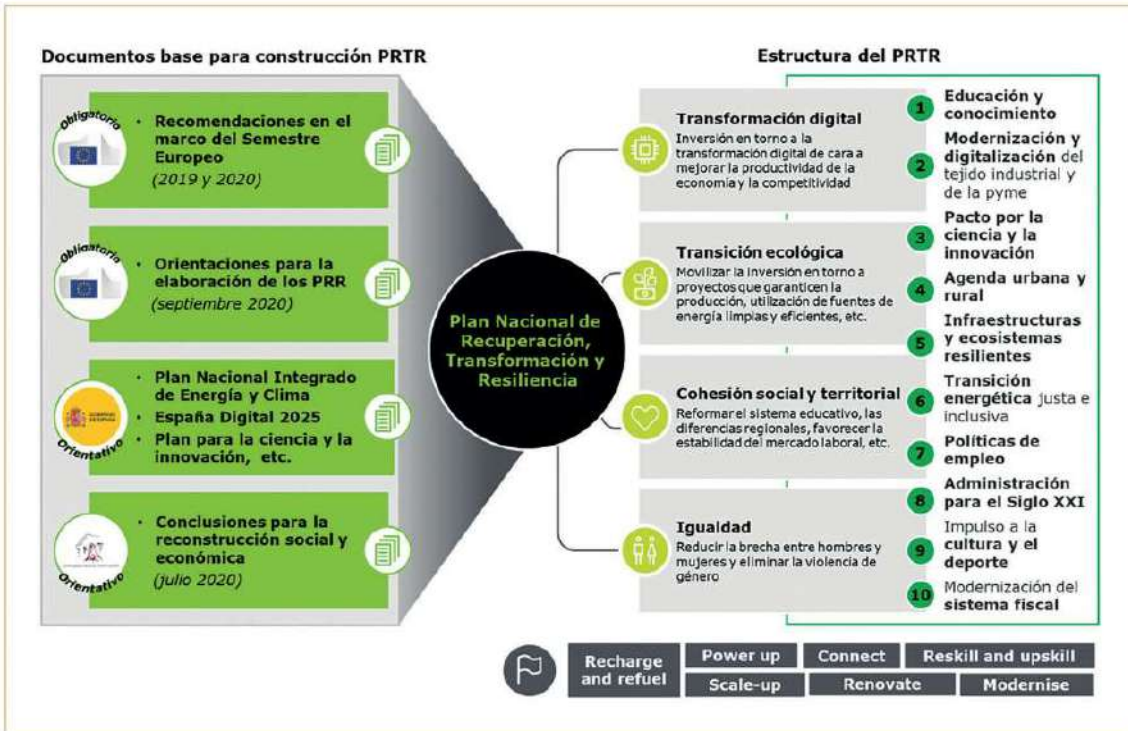 Documentos base para construcción PRTR
Obligatorio
• Recomendaciones en el
marco del Semestre
Europeo
(2019 y 2020)
Obligatorio
• Orientaciones para la
elaboración de los PRR
(septiembre 2020)
• Plan Nacional Integrado
de Energía y Clima
• España Digital 2025
• Plan para la ciencia y la
innovación, etc.
Orientativo
• Conclusiones para la
reconstrucción social y
económica
(julio 2020)
Orientativo
Plan Nacional de
Recuperación,
Transformación y
Resiliencia
Estructura del PRTR
Transformación digital
Inversión en torno a la
transformación digital de cara a
mejorar la productividad de la
economía y la competitividad
Transición ecológica
Movilizar la inversión en torno a
proyectos que garanticen la
producción, utilización de fuentes de
energía limpias y eficientes, etc.
Cohesión social y territorial
Reformar el sistema educativo, las
diferencias regionales, favorecer la
estabilidad del mercado laboral, etc.
Igualdad
Reducir la brecha entre hombres y
mujeres y eliminar la violencia de
género
1 Educación y
conocimiento
2 Modernización y
digitalización del
tejido industrial y
de la pyme
3 Pacto por la
ciencia y la
innovación
4 Agenda urbana y
rural
5 Infraestructuras
y ecosistemas
resilientes
6 Transición
energética justa e
inclusiva
7 Políticas de
empleo
8 Administración
para el Siglo XXI
9 Impulso a la
cultura y el
deporte
10 Modernización del
sistema fiscal
Recharge
and refuel
Power up
Connect
Reskill and upskill
Scale-up
Renovate
Modernise